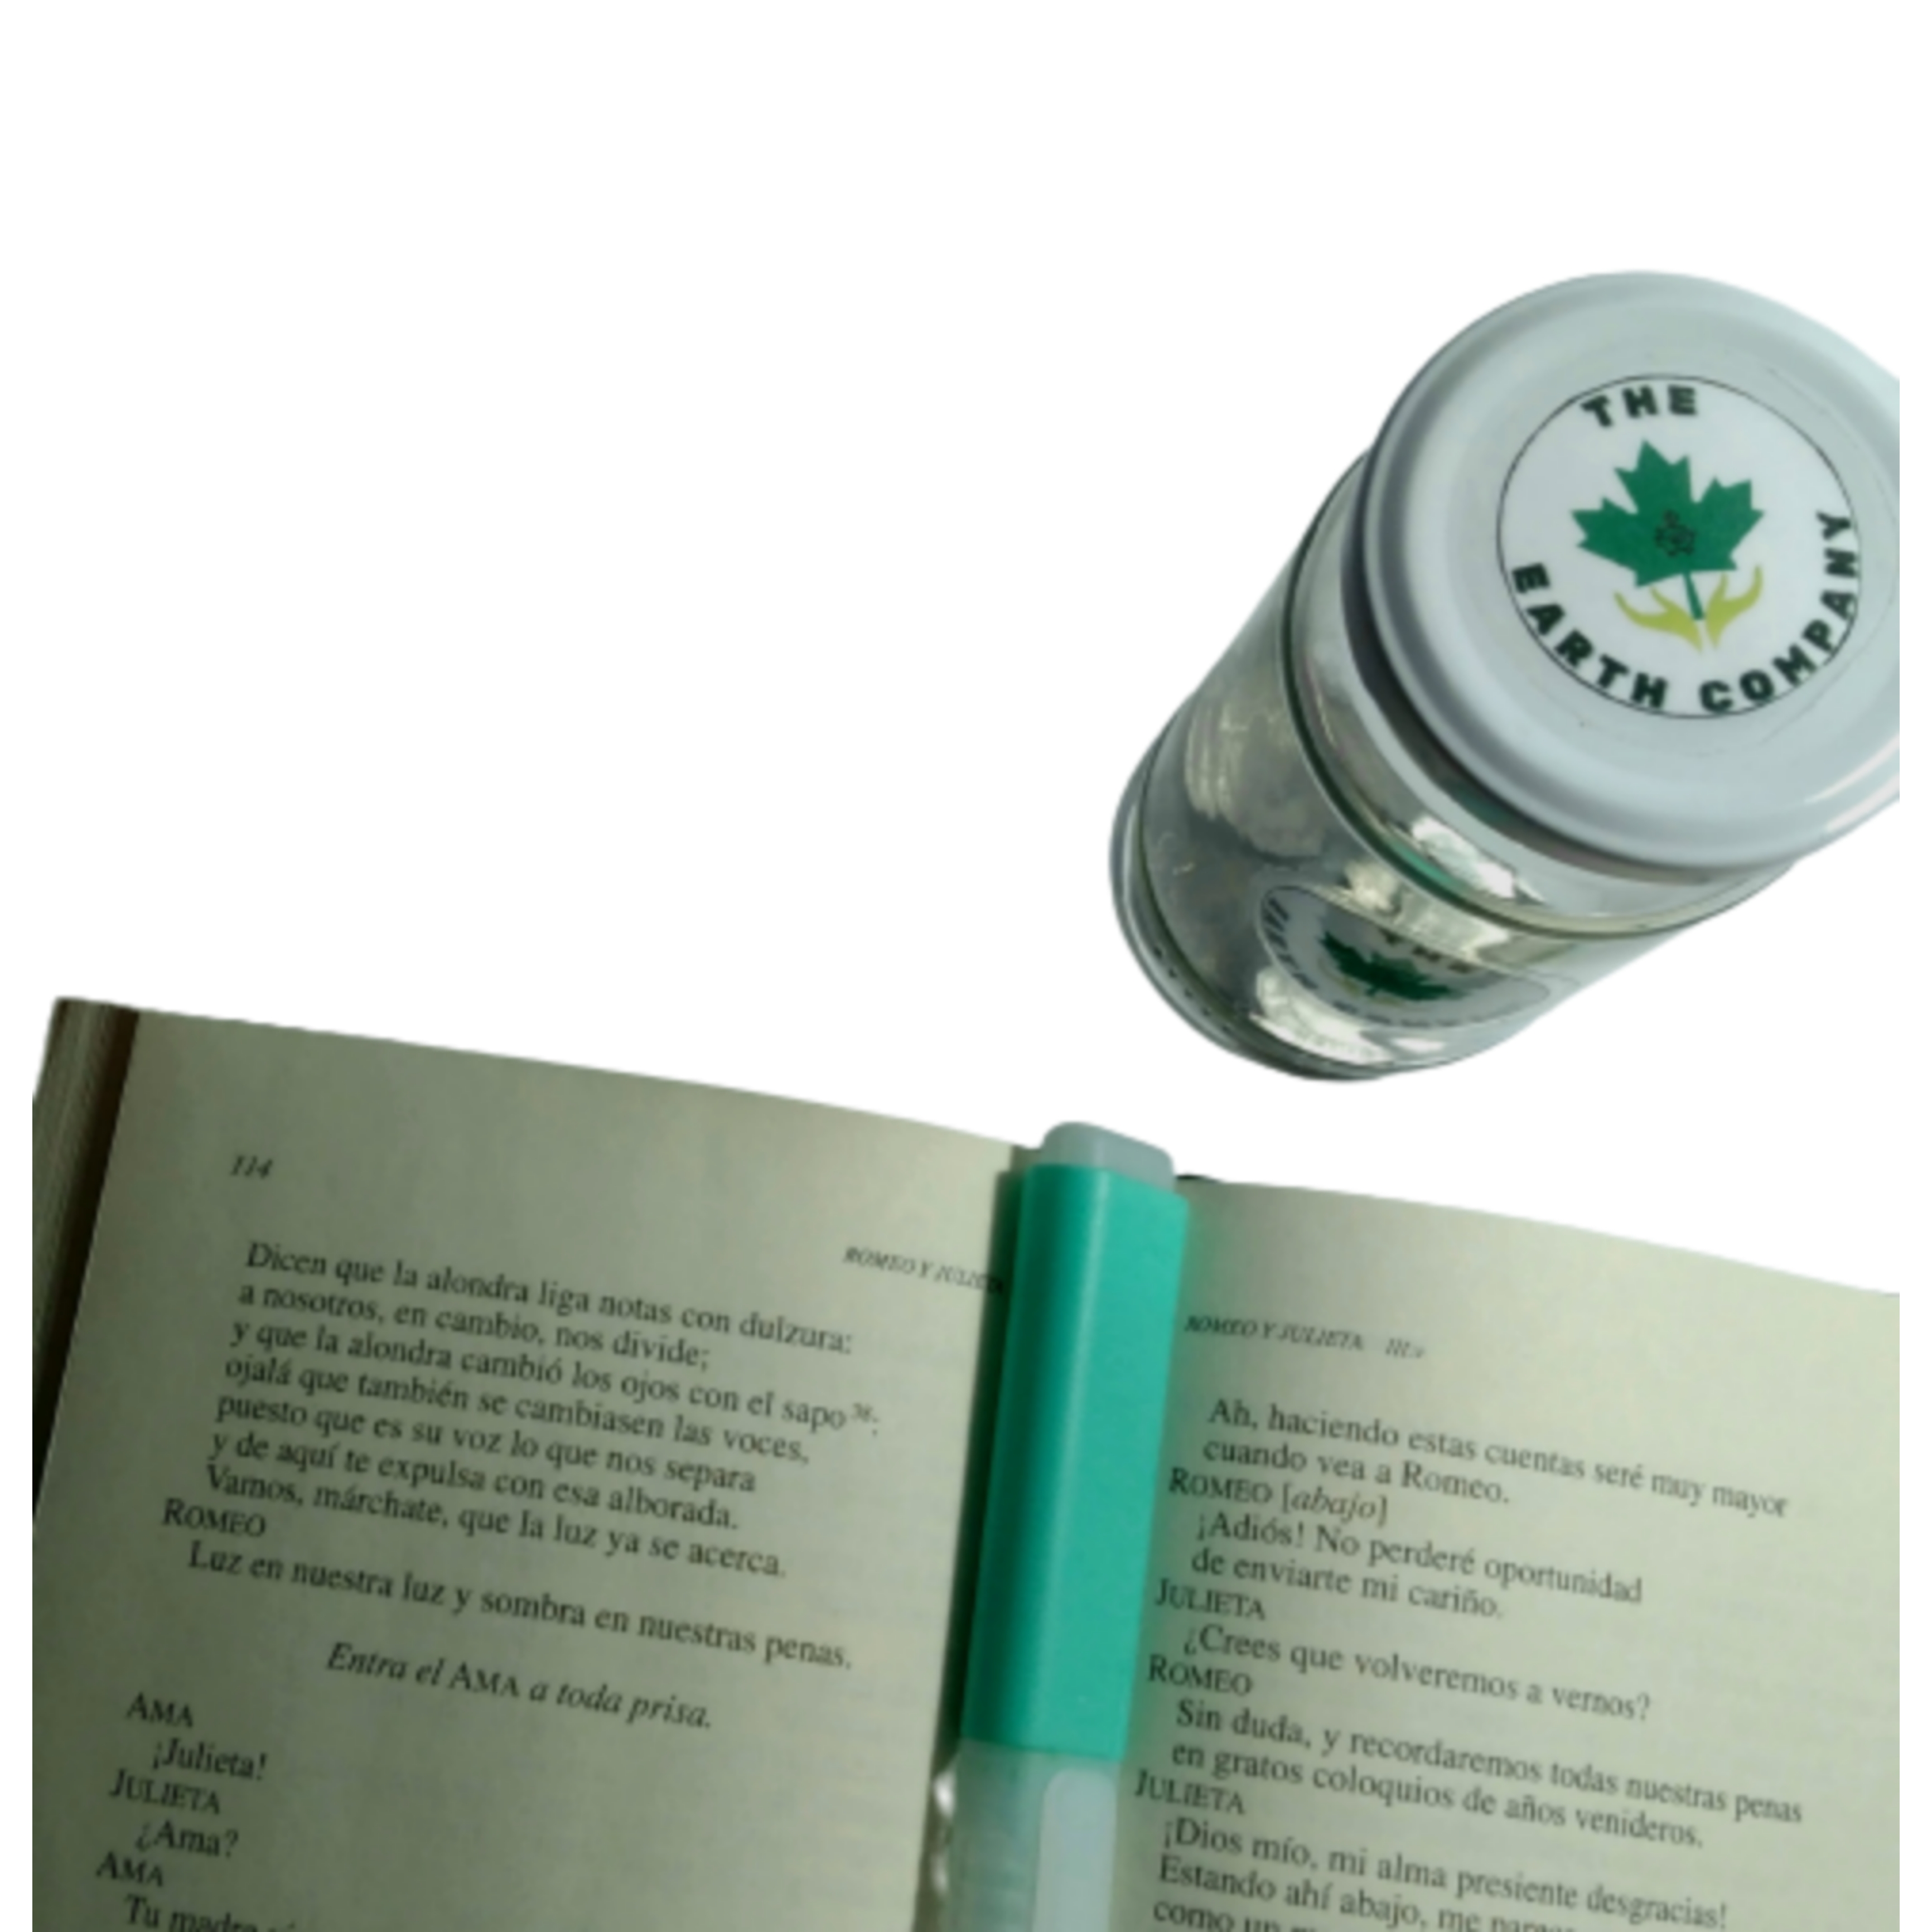 THE
EARTH COMPANY
THE
114
ROMEO Y JULIETA
Dicen que la alondra liga notas con dulzura:
a nosotros, en cambio, nos divide;
y que la alondra cambió los ojos con el sapo
ojalá que también se cambiasen las voces,
puesto que es su voz lo que nos separa
y de aquí te expulsa con esa alborada.
Vamos, márchate, que la luz ya se acerca.
ROMEO
Luz en nuestra luz y sombra en nuestras penas.
Entra el AMA a toda prisa.
AMA
¡Julieta!
JULIETA
¿Ama?
AMA
Tu madre
ROMEO Y JULIETA
Ah, haciendo estas cuentas seré muy mayor
cuando vea a Romeo.
ROMEO [abajo]
¡Adiós! No perderé oportunidad
de enviarte mi cariño.
JULIETA
¿Crees que volveremos a vernos?
ROMEO
Sin duda, y recordaremos todas nuestras penas
en gratos coloquios de años venideros.
JULIETA
¡Dios mío, mi alma presiente desgracias!
Estando ahí abajo, me
como un